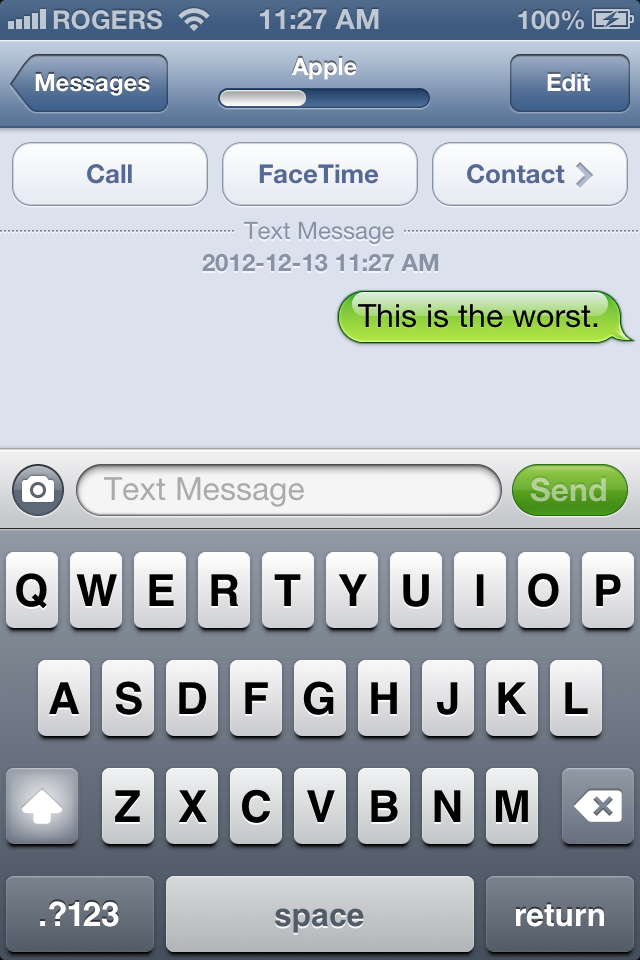 ROGERS 11:27 AM 100%
Messages Apple Edit
Call FaceTime Contact
Text Message
2012-12-13 11:27 AM
This is the worst.
Text Message Send
Q W E R T Y U I O P
A S D F G H J K L
Z X C V B N M
.?123 space return